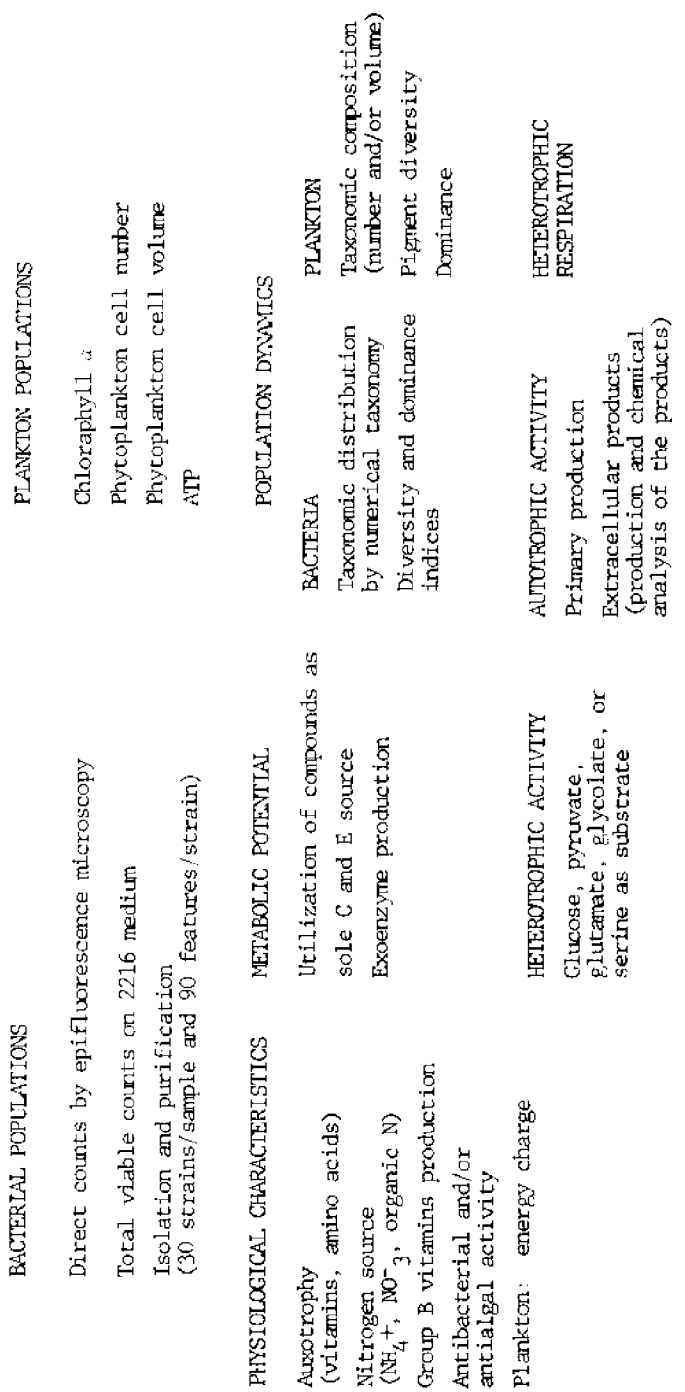 BACTERIAL POPULATIONS
Direct counts by epifluorescence microscopy
Total viable counts on 2216 medium
Isolation and purification
(30 strains/sample and 90 features/strain)
PLANKTON POPULATIONS
Chloraphyll a
Phytoplankton cell number
Phytoplankton cell volume
ATP
PHYSIOLOGICAL CHARACTERISTICS
Auxotrophy
(vitamins, amino acids)
Nitrogen source
(NH4+, NO-3, organic N)
Group B vitamins production
Antibacterial and/or
antialgal activity
Plankton: energy charge
METABOLIC POTENTIAL
Utilization of compounds as
sole C and E source
Exoenzyme production
POPULATION DYNAMICS
BACTERIA
Taxonomic distribution
by numerical taxonomy
Diversity and dominance
indices
PLANKTON
Taxonomic composition
(number and/or volume)
Pigment diversity
Dominance
HETEROTROPHIC ACTIVITY
Glucose, pyruvate,
glutamate, glycolate, or
serine as substrate
AUTOTROPHIC ACTIVITY
Primary production
Extracellular products
(production and chemical
analysis of the products)
HETEROTROPHIC
RESPIRATION